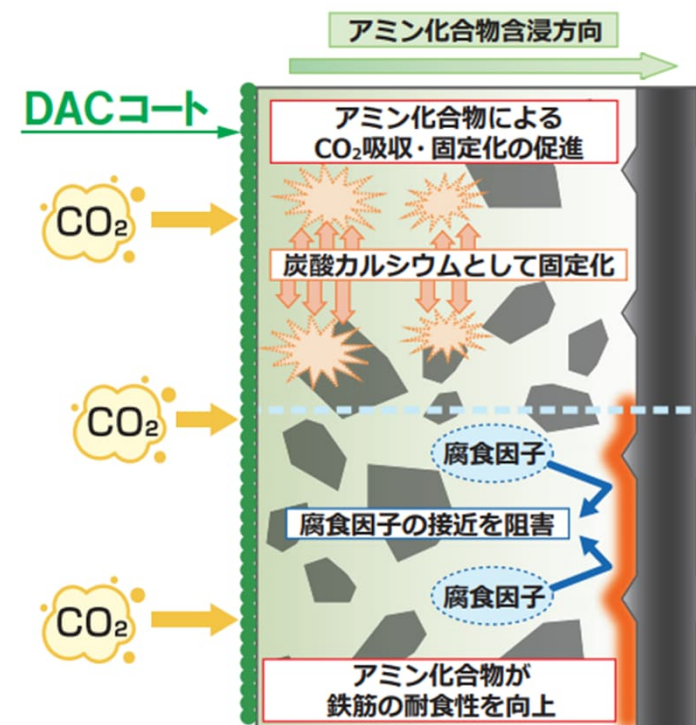 アミン化合物含浸方向
DACコート
アミン化合物による
CO₂吸収・固定化の促進
CO₂
炭酸カルシウムとして固定化
CO₂
腐食因子
腐食因子の接近を阻害
腐食因子
CO₂
アミン化合物が
鉄筋の耐食性を向上